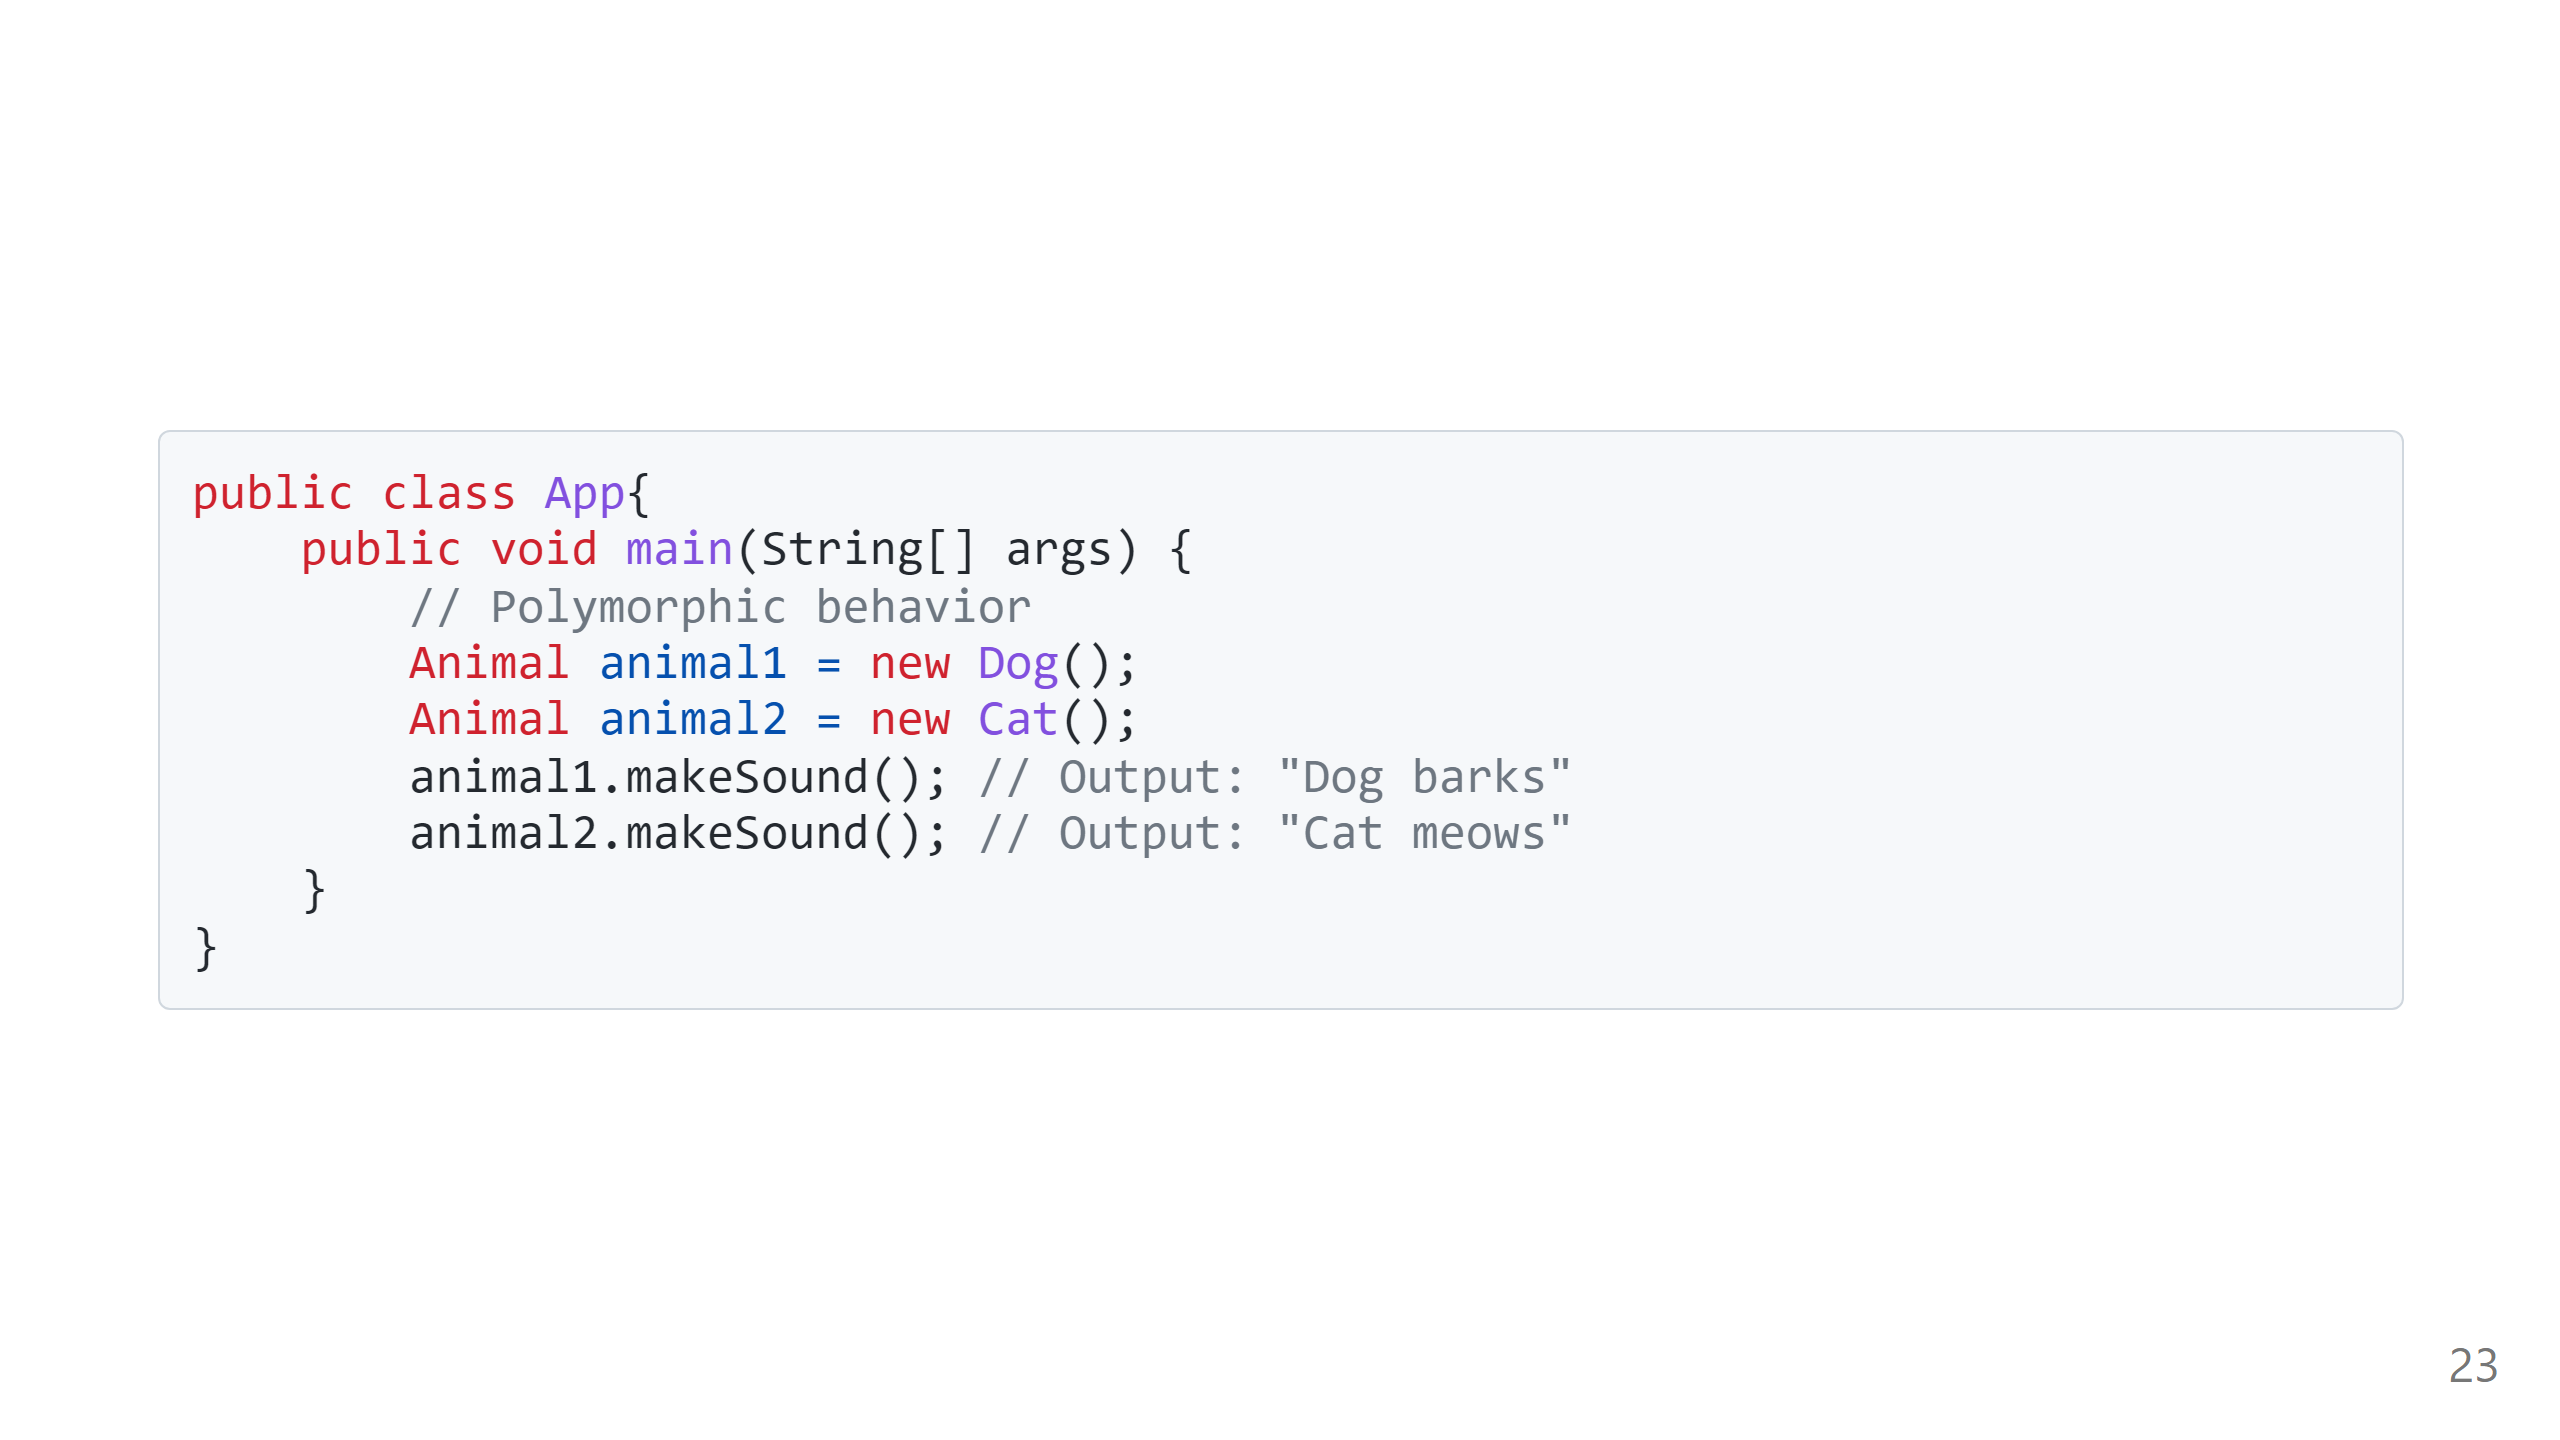 public class App{
    public void main(String[] args) {
        // Polymorphic behavior
        Animal animal1 = new Dog();
        Animal animal2 = new Cat();
        animal1.makeSound(); // Output: "Dog barks"
        animal2.makeSound(); // Output: "Cat meows"
    }
}
23